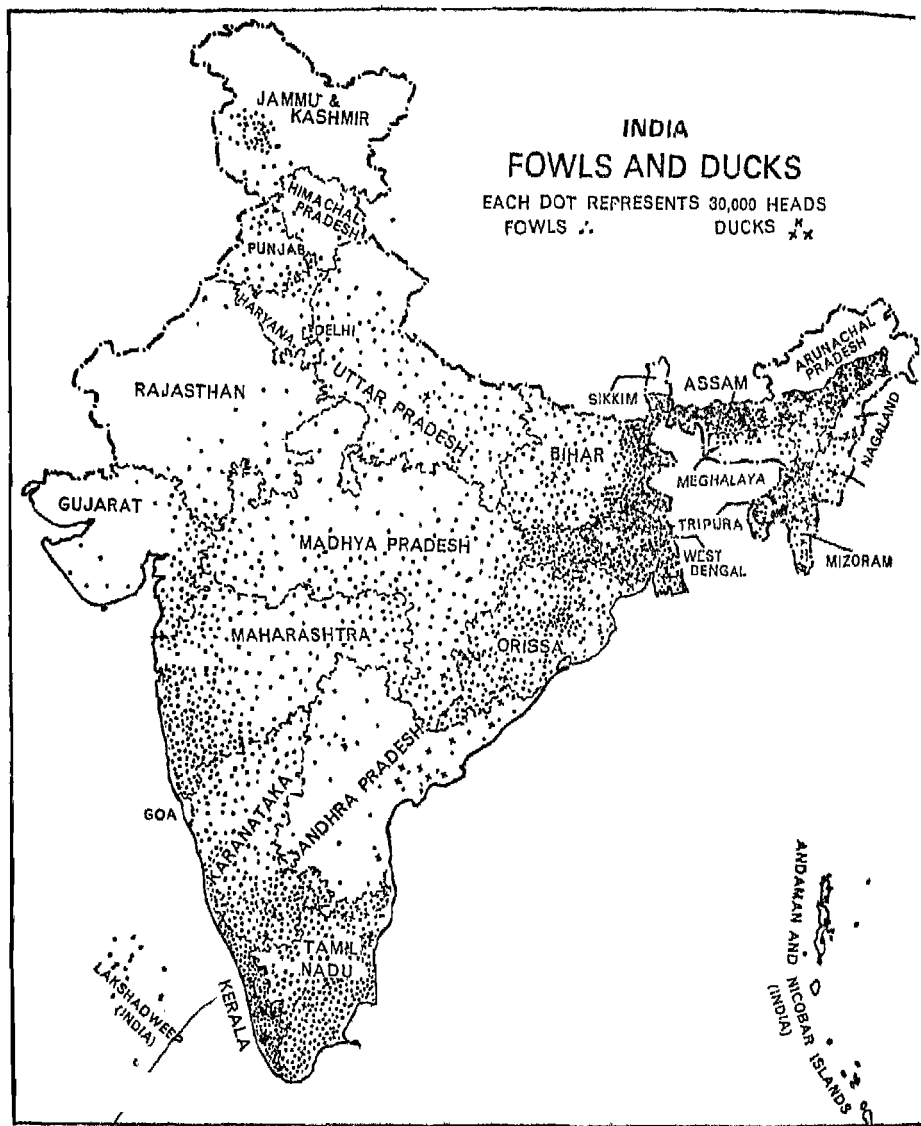 INDIA
FOWLS AND DUCKS
EACH DOT REPRESENTS 30,000 HEADS
FOWLS DUCKS
JAMMU &
KASHMIR
HIMACHAL
PRADESH
PUNJAB
HARYANA
DELHI
RAJASTHAN
UTTAR PRADESH
SIKKIM
ASSAM
ARUNACHAL
PRADESH
NAGALAND
BIHAR
MEGHALAYA
GUJARAT
MADHYA PRADESH
TRIPURA
WEST
DENGAL
MIZORAM
MAHARASHTRA
ORISSA
ANDHRA PRADESH
KARANATAKA
GOA
TAMIL
NADU
KERALA
LAKSHADWEEP
(INDIA)
ANDAMAN AND NICOBAR ISLANDS
(INDIA)